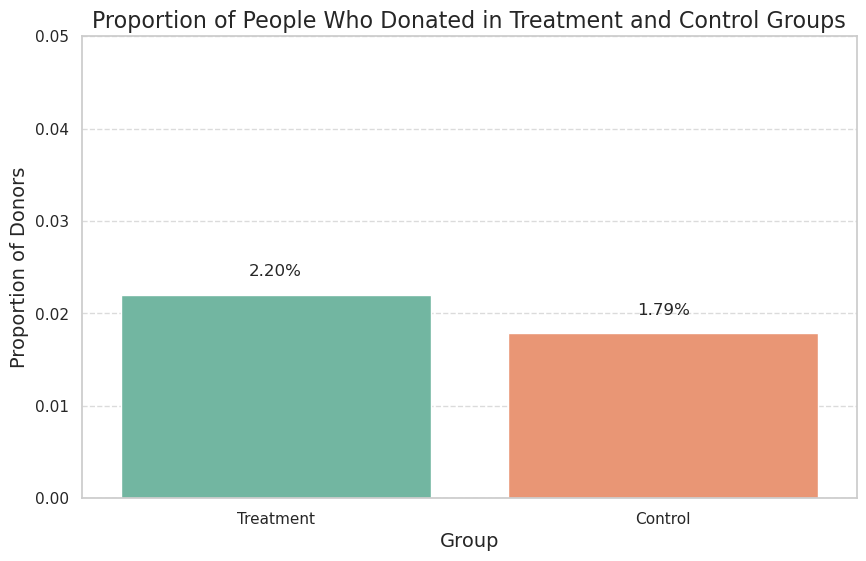 Proportion of People Who Donated in Treatment and Control Groups
0.05
0.04
0.03
0.02
0.01
0.00
Proportion of Donors
2.20%
1.79%
Treatment
Control
Group